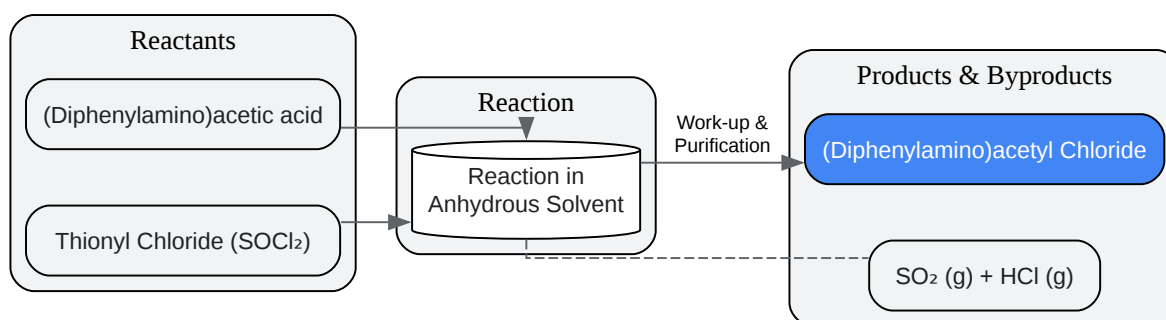 Reactants
(Diphenylamino)acetic acid
Thionyl Chloride (SOCl₂)
Reaction
Reaction in
Anhydrous Solvent
Work-up &
Purification
Products & Byproducts
(Diphenylamino)acetyl Chloride
SO₂ (g) + HCl (g)